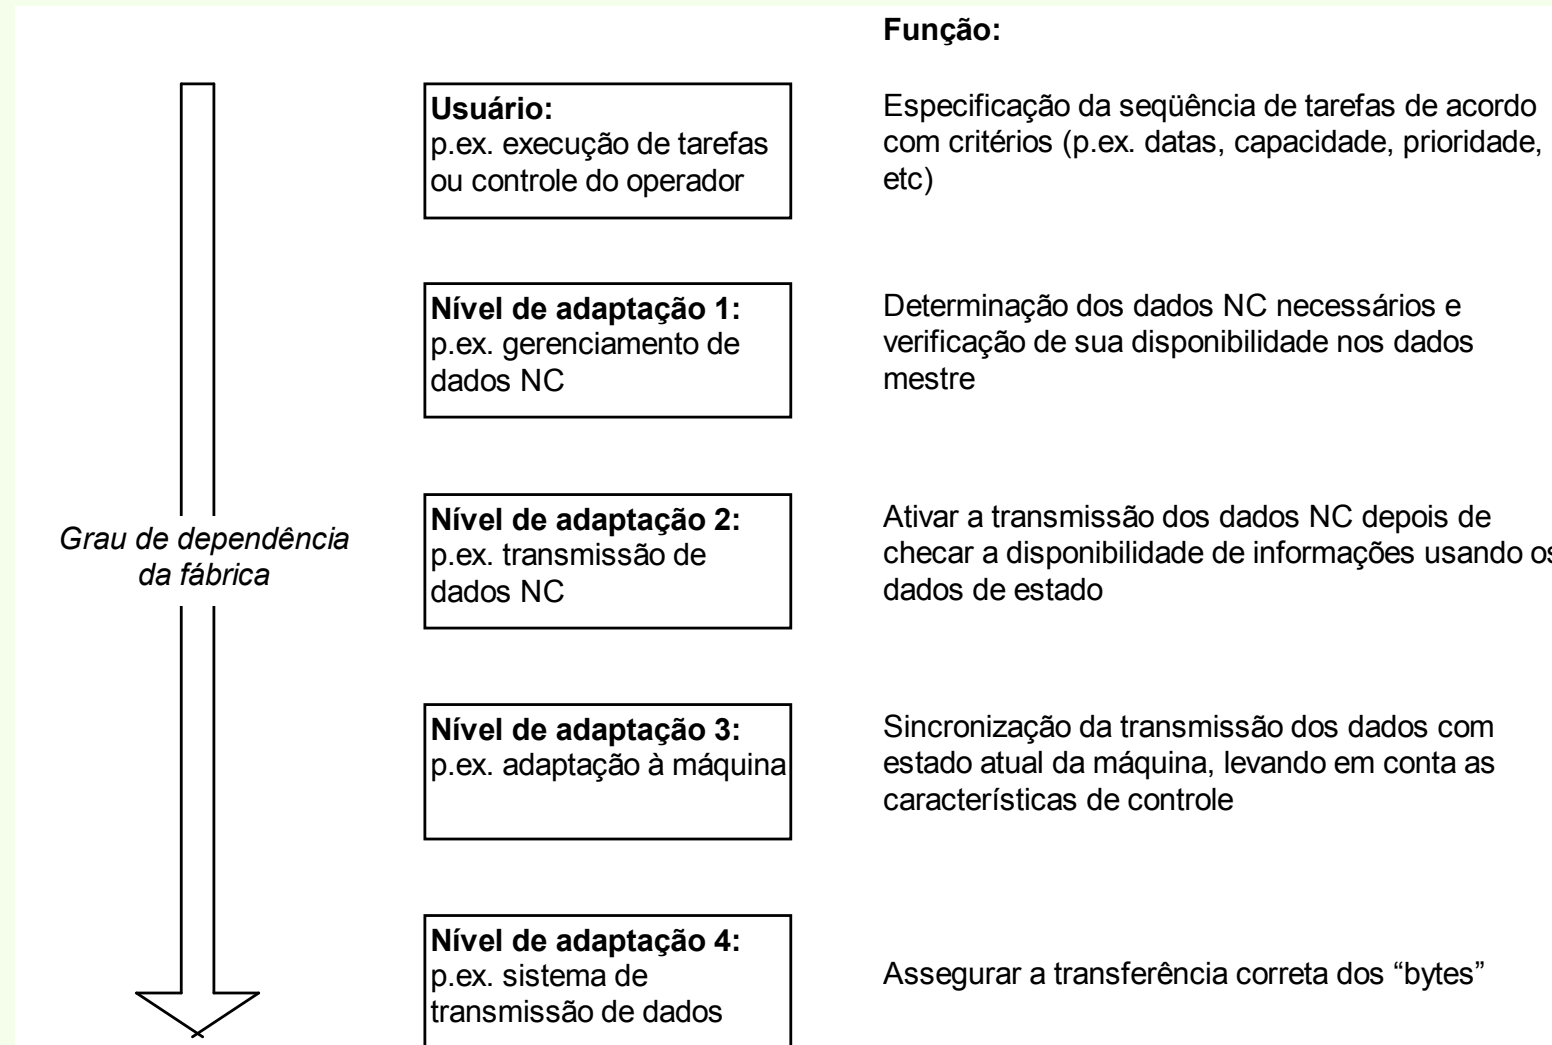 Função:
Usuário:
p.ex. execução de tarefas
ou controle do operador
Especificação da seqüência de tarefas de acordo
com critérios (p.ex. datas, capacidade, prioridade,
etc)
Nível de adaptação 1:
p.ex. gerenciamento de
dados NC
Determinação dos dados NC necessários e
verificação de sua disponibilidade nos dados
mestre
Grau de dependência
da fábrica
Nível de adaptação 2:
p.ex. transmissão de
dados NC
Ativar a transmissão dos dados NC depois de
checar a disponibilidade de informações usando os
dados de estado
Nível de adaptação 3:
p.ex. adaptação à máquina
Sincronização da transmissão dos dados com
estado atual da máquina, levando em conta as
características de controle
Nível de adaptação 4:
p.ex. sistema de
transmissão de dados
Assegurar a transferência correta dos “bytes”